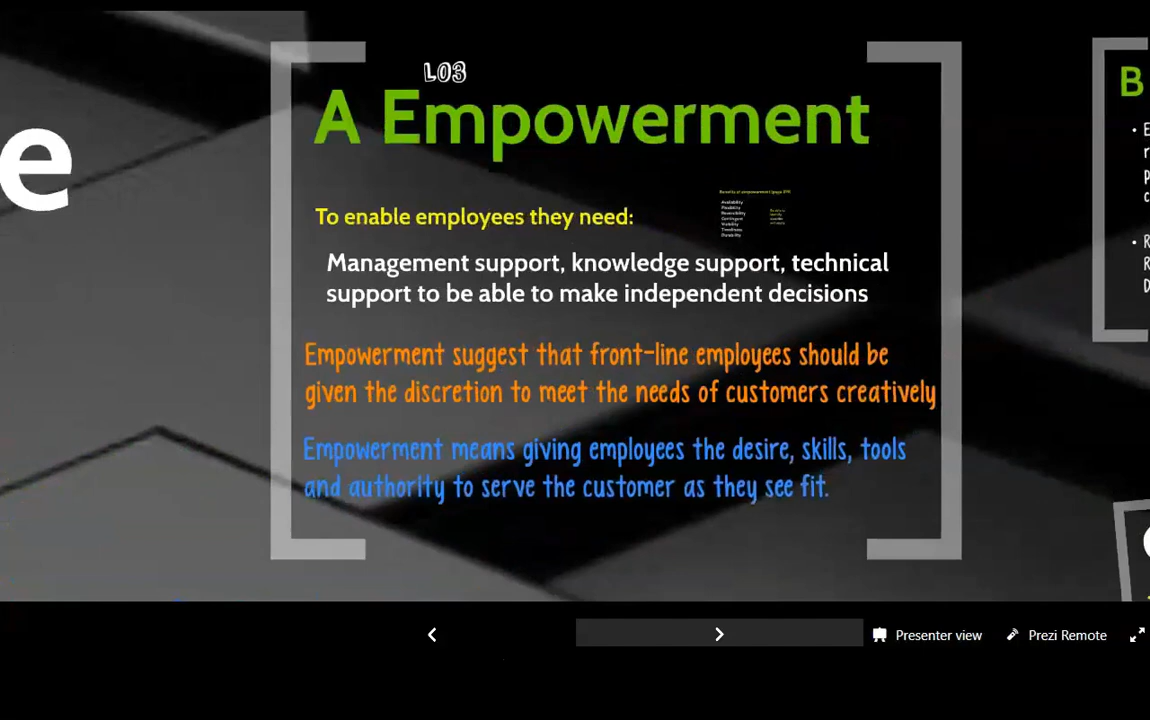 e
LO3
A Empowerment
To enable employees they need:
Management support, knowledge support, technical
support to be able to make independent decisions
Empowerment suggest that front-line employees should be
given the discretion to meet the needs of customers creatively
Empowerment means giving employees the desire, skills, tools
and authority to serve the customer as they see fit.
Availability
Visibility
Timeliness
B
Presenter view
Prezi Remote